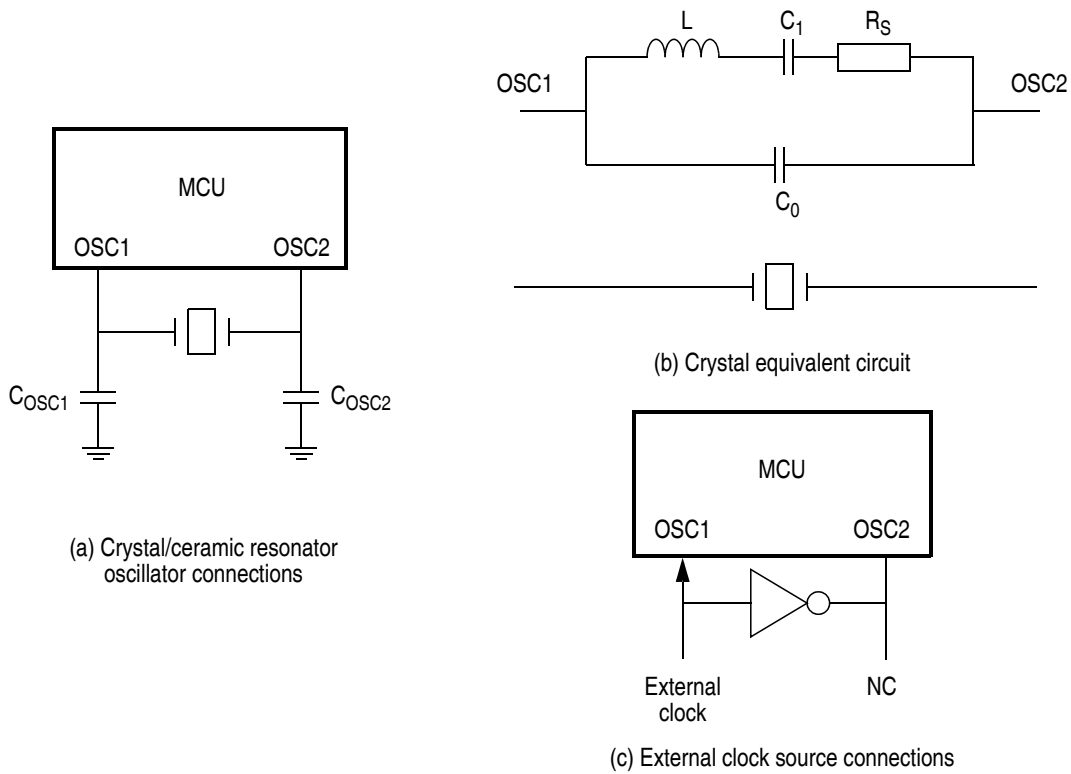 MCU
OSC1 OSC2
COSC1 COSC2
(a) Crystal/ceramic resonator
oscillator connections
L C1 RS
OSC1 OSC2
C0
(b) Crystal equivalent circuit
MCU
OSC1 OSC2
External
clock
NC
(c) External clock source connections